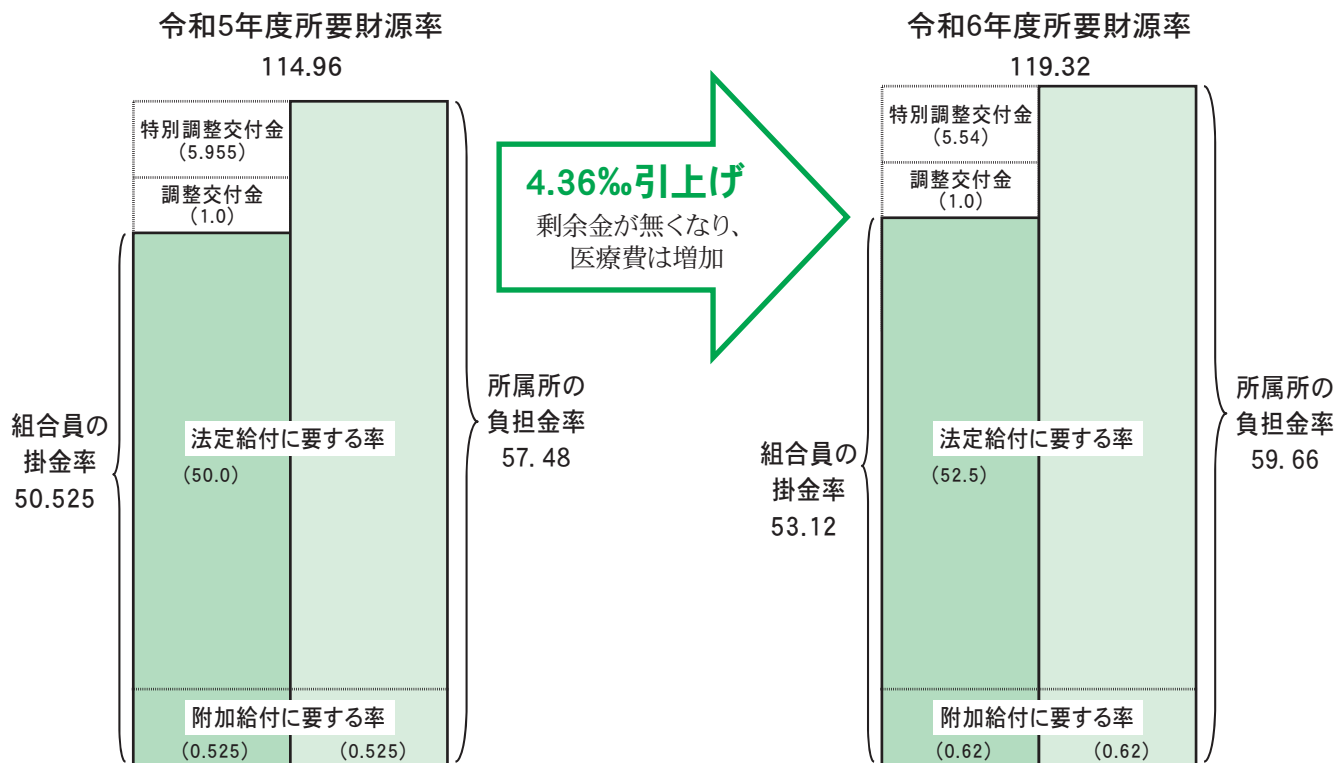 令和5年度所要財源率
114.96
特別調整交付金
(5.955)
調整交付金
(1.0)
組合員の
掛金率
50.525
法定給付に要する率
(50.0)
附加給付に要する率
(0.525)
(0.525)
所属所の
負担金率
57.48
4.36‰引上げ
剰余金が無くなり、
医療費は増加
令和6年度所要財源率
119.32
特別調整交付金
(5.54)
調整交付金
(1.0)
組合員の
掛金率
53.12
法定給付に要する率
(52.5)
附加給付に要する率
(0.62)
(0.62)
所属所の
負担金率
59.66